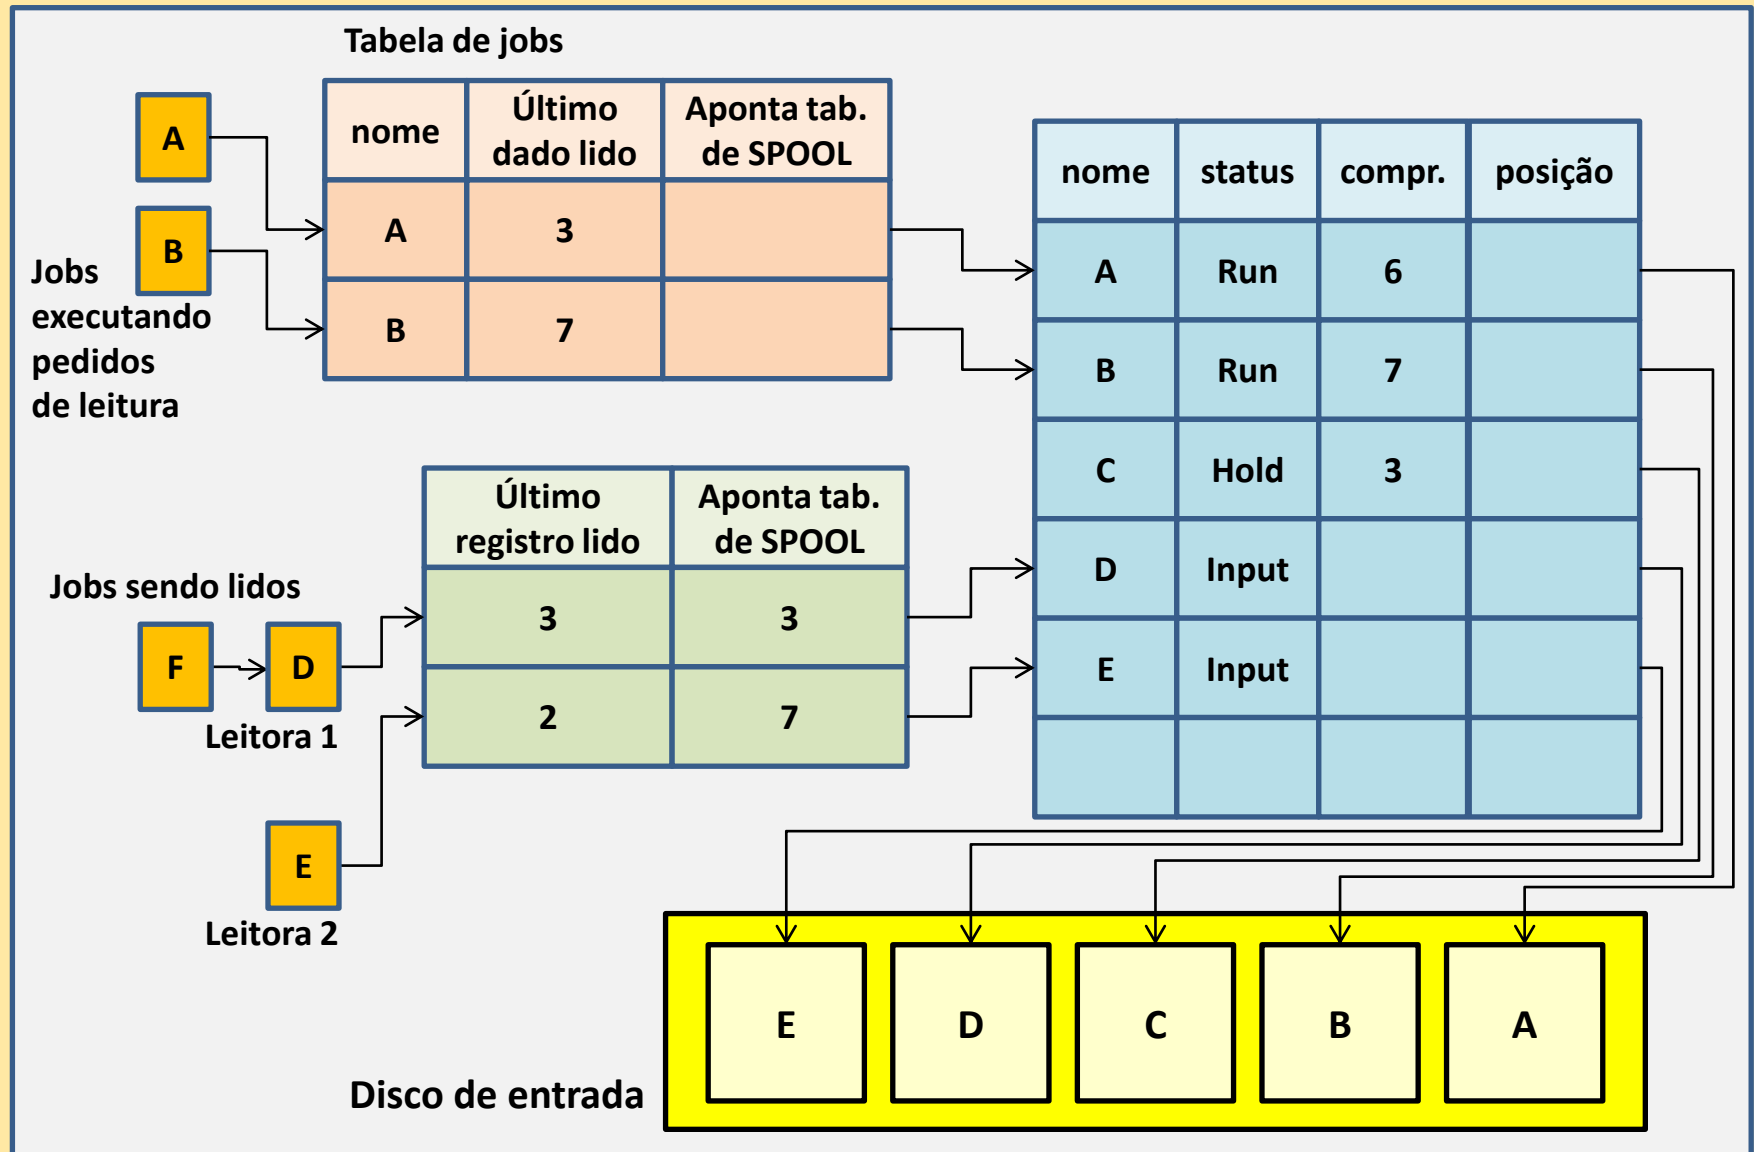 Tabela de jobs
A
B
Jobs
executando
pedidos
de leitura
nome Último dado lido Aponta tab. de SPOOL
A 3
B 7
nome status compr. posição
A Run 6
B Run 7
C Hold 3
D Input
E Input
Último registro lido Aponta tab. de SPOOL
3 3
2 7
Jobs sendo lidos
F D
Leitora 1
E
Leitora 2
E D C B A
Disco de entrada